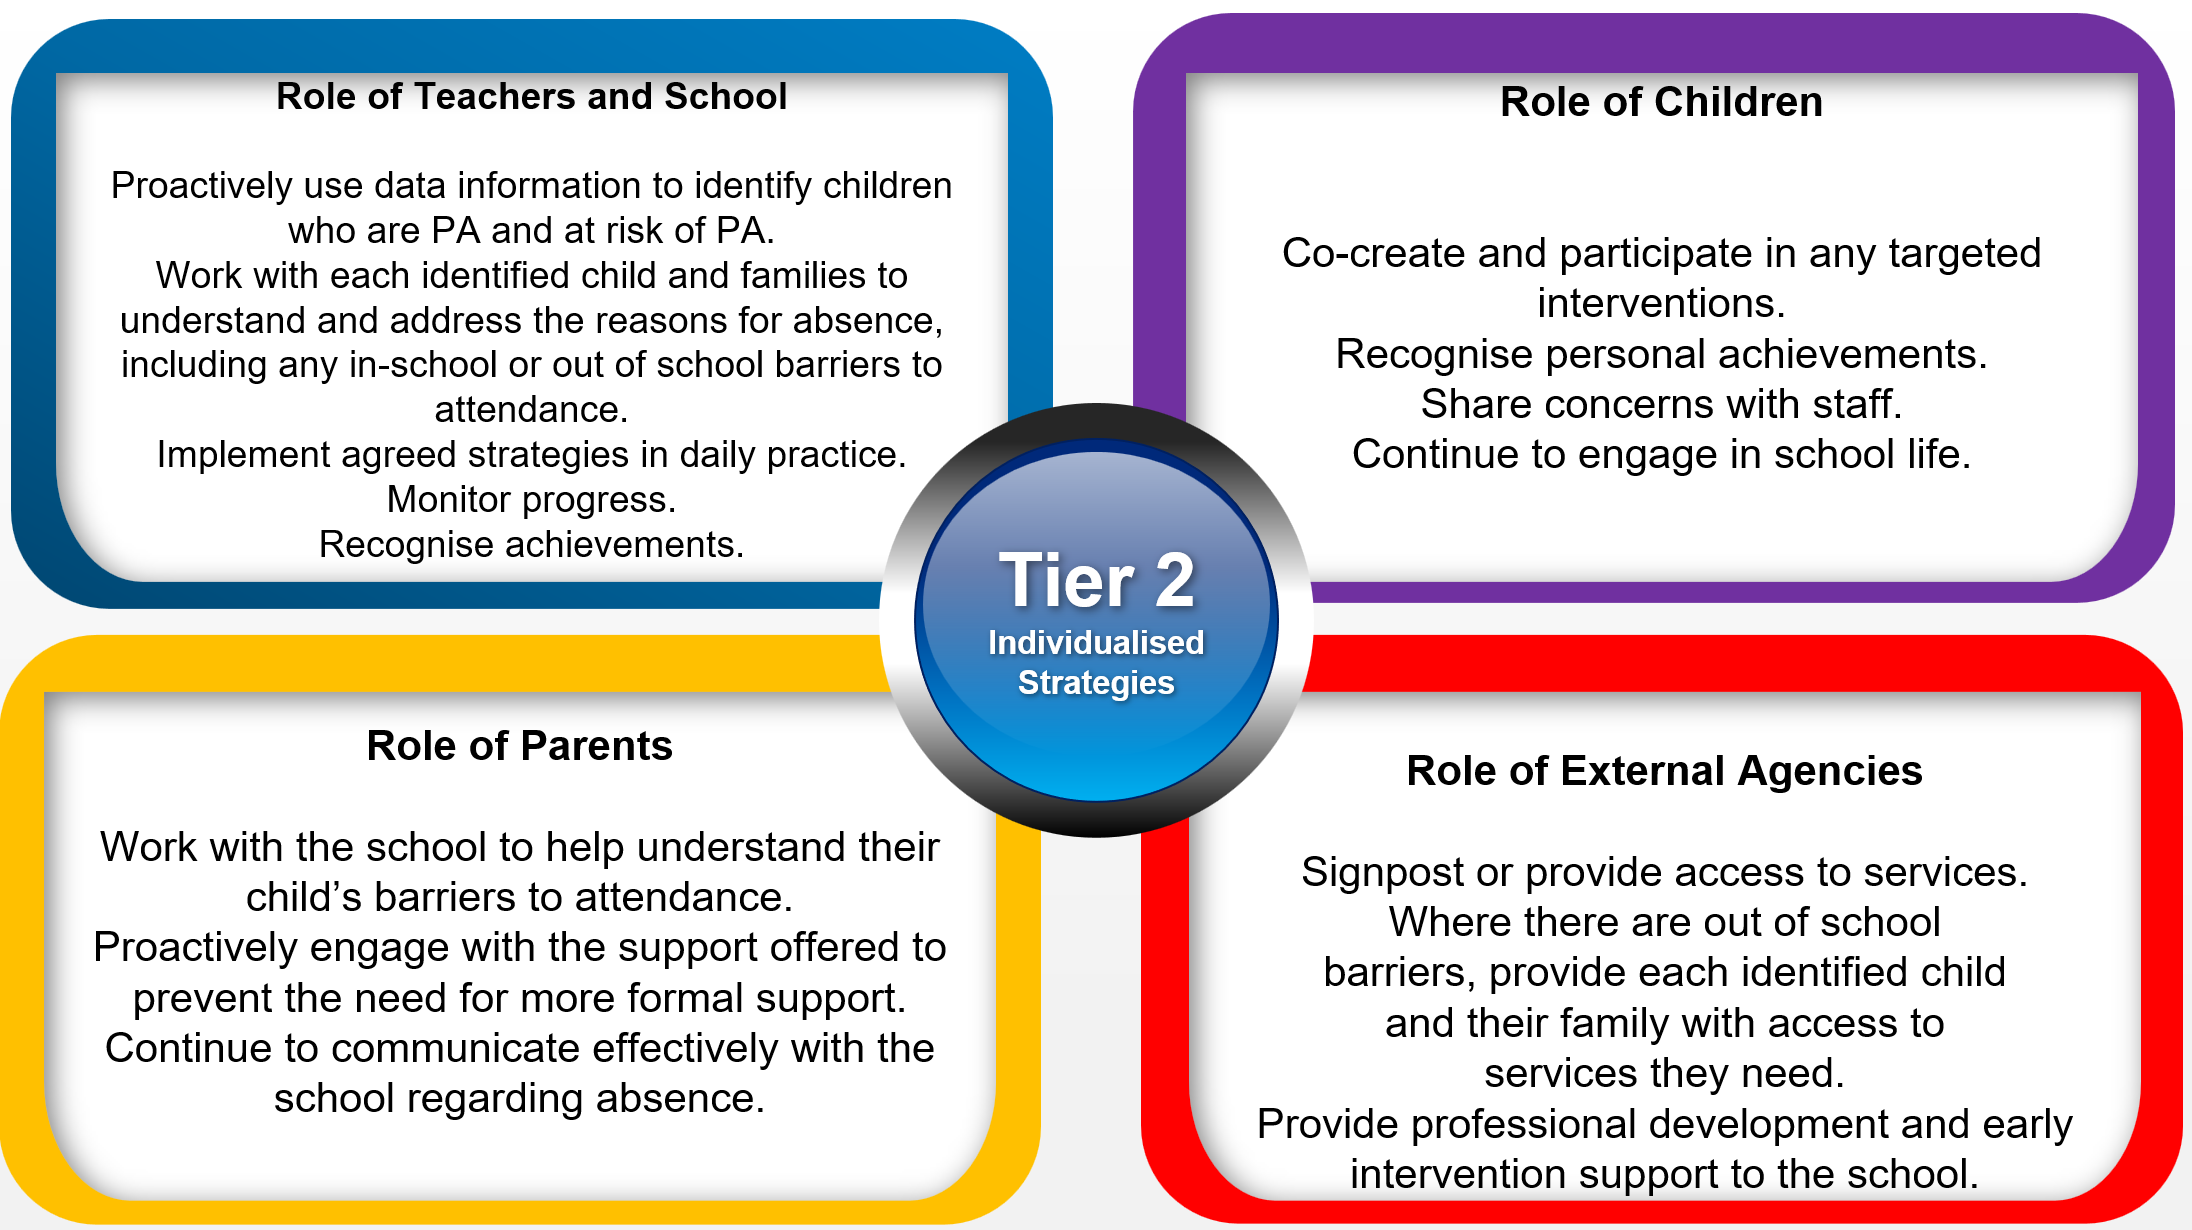 Role of Teachers and School
Proactively use data information to identify children
who are PA and at risk of PA.
Work with each identified child and families to
understand and address the reasons for absence,
including any in-school or out of school barriers to
attendance.
Implement agreed strategies in daily practice.
Monitor progress.
Recognise achievements.
Role of Children
Co-create and participate in any targeted
interventions.
Recognise personal achievements.
Share concerns with staff.
Continue to engage in school life.
Tier 2
Individualised
Strategies
Role of Parents
Work with the school to help understand their
child’s barriers to attendance.
Proactively engage with the support offered to
prevent the need for more formal support.
Continue to communicate effectively with the
school regarding absence.
Role of External Agencies
Signpost or provide access to services.
Where there are out of school
barriers, provide each identified child
and their family with access to
services they need.
Provide professional development and early
intervention support to the school.